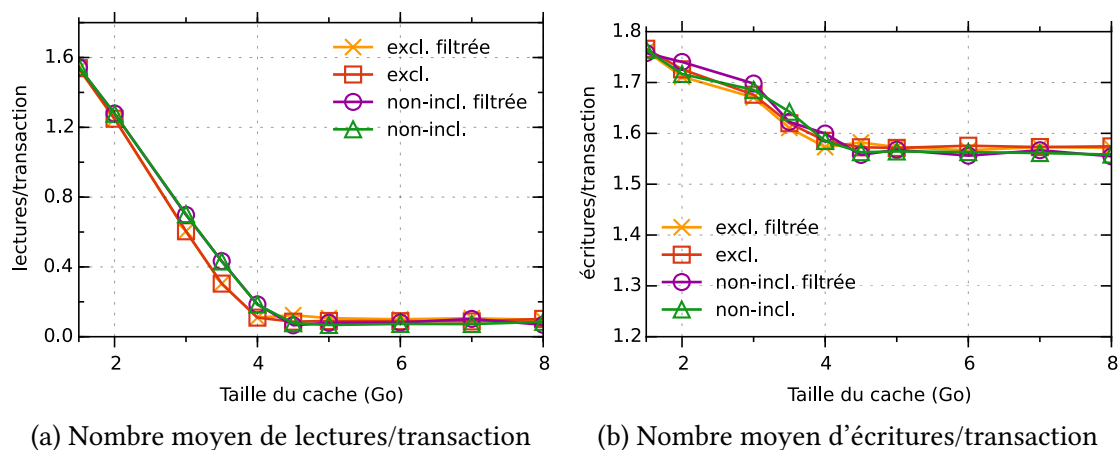 lectures/transaction
1.6
1.2
0.8
0.4
0.0
excl. filtrée
excl.
non-incl. filtrée
non-incl.
2
4
6
8
Taille du cache (Go)
(a) Nombre moyen de lectures/transaction
écritures/transaction
1.8
1.7
1.6
1.5
1.4
1.3
1.2
excl. filtrée
excl.
non-incl. filtrée
non-incl.
2
4
6
8
Taille du cache (Go)
(b) Nombre moyen d'écritures/transaction